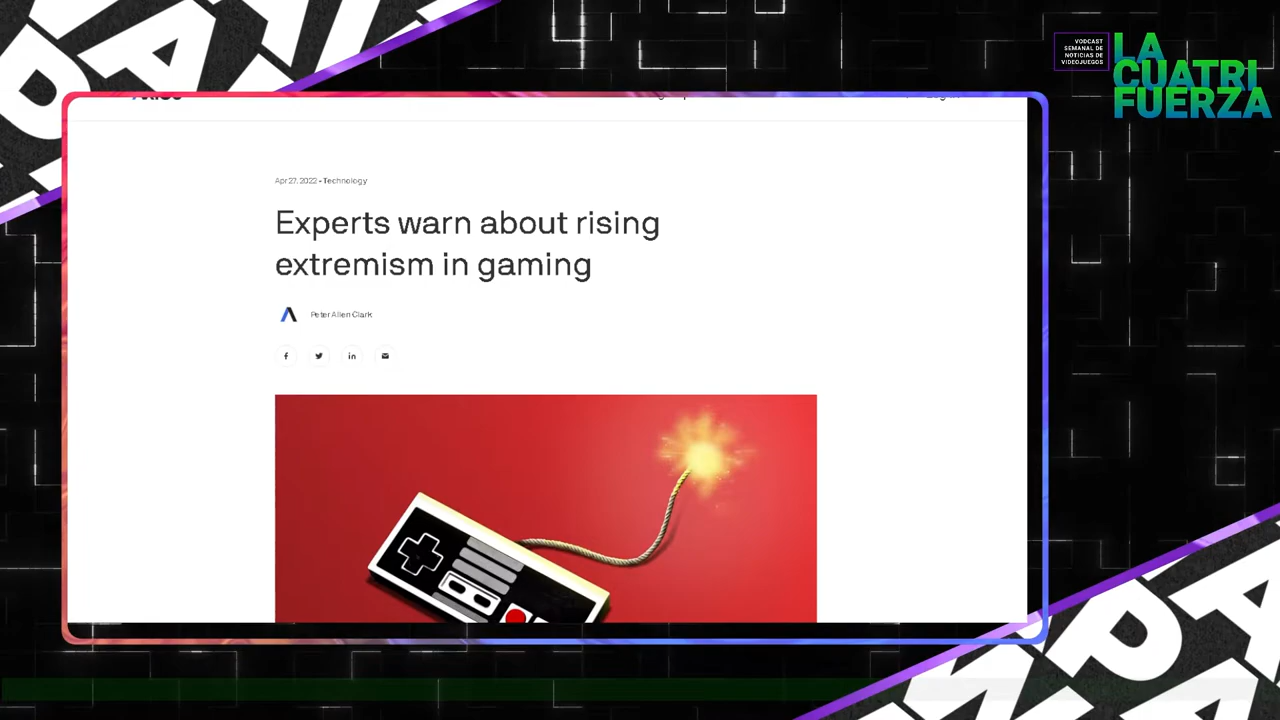 VODCAST
SEMANAL DE
NOTICIAS DE
VIDEOJUEGOS
LA
CUATRI
FUERZA
Apr 27, 2022 - Technology
Experts warn about rising
extremism in gaming
Peter Allen Clark